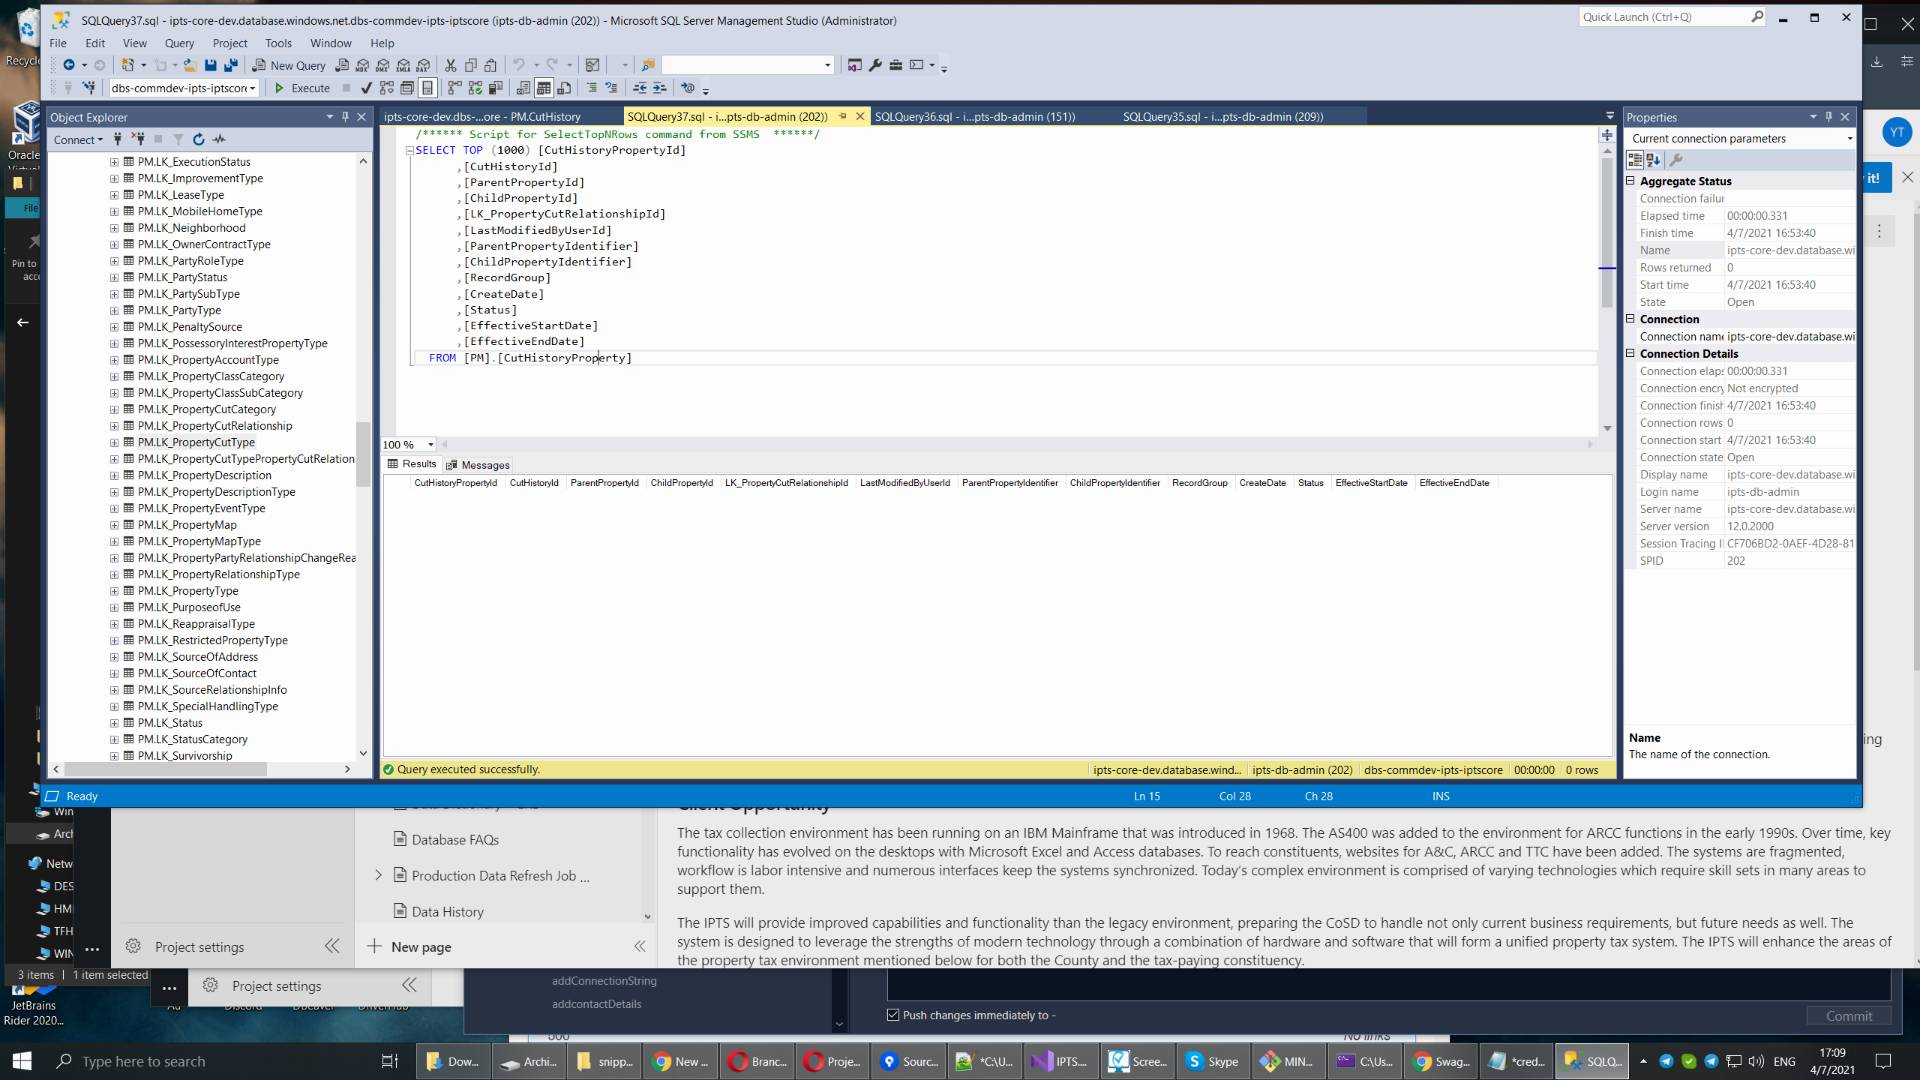 SQLQuery37.sql - ipts-core-dev.database.windows.net.dbs-commdev-ipts-iptscore (ipts-db-admin (202)) - Microsoft SQL Server Management Studio (Administrator)
Quick Launch (Ctrl+Q)
File Edit View Query Project Tools Window Help
New Query
dbs-commdev-ipts-iptscore
Execute
Object Explorer
Connect
PM.LK_ExecutionStatus
PM.LK_ImprovementType
PM.LK_LeaseType
PM.LK_MobileHomeType
PM.LK_Neighborhood
PM.LK_OwnerContractType
PM.LK_PartyRoleType
PM.LK_PartyStatus
PM.LK_PartySubType
PM.LK_PartyType
PM.LK_PenaltySource
PM.LK_PossessoryInterestPropertyType
PM.LK_PropertyAccountType
PM.LK_PropertyClassCategory
PM.LK_PropertyClassSubCategory
PM.LK_PropertyCutCategory
PM.LK_PropertyCutRelationship
PM.LK_PropertyCutType
PM.LK_PropertyCutTypePropertyCutRelation
PM.LK_PropertyDescription
PM.LK_PropertyDescriptionType
PM.LK_PropertyEventType
PM.LK_PropertyMap
PM.LK_PropertyMapType
PM.LK_PropertyPartyRelationshipChangeRea
PM.LK_PropertyRelationshipType
PM.LK_PropertyType
PM.LK_PurposeofUse
PM.LK_ReappraisalType
PM.LK_RestrictedPropertyType
PM.LK_SourceOfAddress
PM.LK_SourceOfContact
PM.LK_SourceRelationshipInfo
PM.LK_SpecialHandlingType
PM.LK_Status
PM.LK_StatusCategory
PM.LK_Survivorship
ipts-core-dev.dbs-...ore - PM.CutHistory
SQLQuery37.sql - i...pts-db-admin (202))
SQLQuery36.sql - i...pts-db-admin (151))
SQLQuery35.sql - i...pts-db-admin (209))
/****** Script for SelectTopNRows command from SSMS ******/
SELECT TOP (1000) [CutHistoryPropertyId]
,[CutHistoryId]
,[ParentPropertyId]
,[ChildPropertyId]
,[LK_PropertyCutRelationshipId]
,[LastModifiedByUserId]
,[ParentPropertyIdentifier]
,[ChildPropertyIdentifier]
,[RecordGroup]
,[CreateDate]
,[Status]
,[EffectiveStartDate]
,[EffectiveEndDate]
FROM [PM].[CutHistoryProperty]
100 %
Results Messages
CutHistoryPropertyId CutHistoryId ParentPropertyId ChildPropertyId LK_PropertyCutRelationshipId LastModifiedByUserId ParentPropertyIdentifier ChildPropertyIdentifier RecordGroup CreateDate Status EffectiveStartDate EffectiveEndDate
Query executed successfully.
ipts-core-dev.database.wind... ipts-db-admin (202) dbs-commdev-ipts-iptscore 00:00:00 0 rows
Properties
Current connection parameters
Aggregate Status
Connection failur
Elapsed time 00:00:00.331
Finish time 4/7/2021 16:53:40
Name ipts-core-dev.database.wi
Rows returned 0
Start time 4/7/2021 16:53:40
State Open
Connection
Connection name ipts-core-dev.database.wi
Connection Details
Connection elaps 00:00:00.331
Connection encry Not encrypted
Connection finish 4/7/2021 16:53:40
Connection rows 0
Connection start 4/7/2021 16:53:40
Connection state Open
Display name ipts-core-dev.database.wi
Login name ipts-db-admin
Server name ipts-core-dev.database.wi
Server version 12.0.2000
Session Tracing I CF706BD2-0AEF-4D28-81
SPID 202
Name
The name of the connection.
Ready
Ln 15 Col 28 Ch 28 INS
YT
it!
ing
Recycle
Oracle
File
Pin to
Arc
Netw
DES
HM
TFH
WIN
3 items 1 item selected
JetBrains
Rider 2020...
Database FAQs
Production Data Refresh Job ...
Data History
Project settings
New page
Project settings
Client Opportunity
The tax collection environment has been running on an IBM Mainframe that was introduced in 1968. The AS400 was added to the environment for ARCC functions in the early 1990s. Over time, key
functionality has evolved on the desktops with Microsoft Excel and Access databases. To reach constituents, websites for A&C, ARCC and TTC have been added. The systems are fragmented,
workflow is labor intensive and numerous interfaces keep the systems synchronized. Today's complex environment is comprised of varying technologies which require skill sets in many areas to
support them.
The IPTS will provide improved capabilities and functionality than the legacy environment, preparing the CoSD to handle not only current business requirements, but future needs as well. The
system is designed to leverage the strengths of modern technology through a combination of hardware and software that will form a unified property tax system. The IPTS will enhance the areas of
the property tax environment mentioned below for both the County and the tax-paying constituency.
addConnectionString
addcontactDetails
Push changes immediately to -
Commit
No links
Type here to search
Dow... Archi... snipp... New ... Branc... Proje... Sourc... *C:\U... IPTS.... Scree... Skype MIN... C:\Us... Swag... *cred... SQLQ...
ENG
17:09
4/7/2021